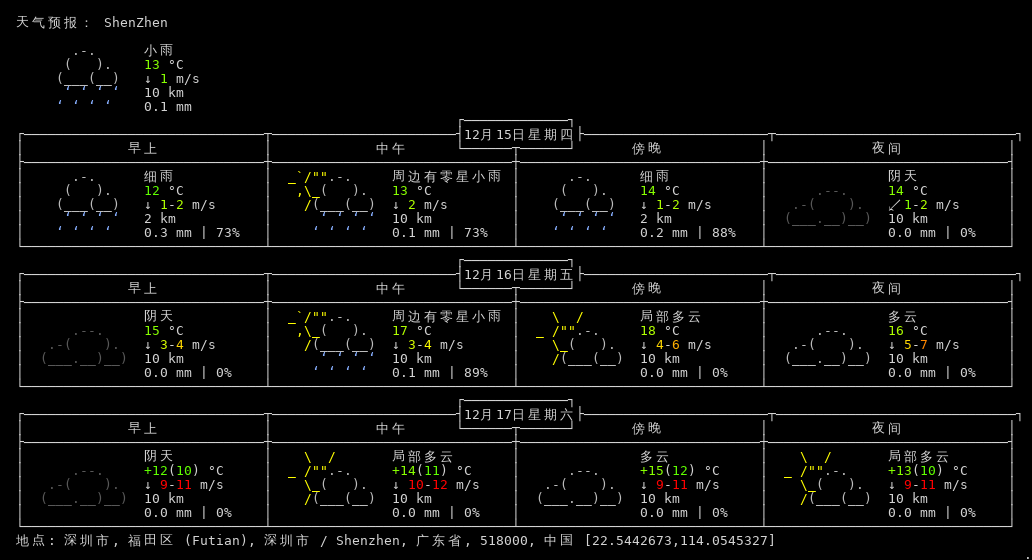 天气预报： ShenZhen
小雨
13 °C
↓ 1 m/s
10 km
0.1 mm
12月15日星期四
早上 中午 傍晚 夜间
细雨 周边有零星小雨 细雨 阴天
12 °C 13 °C 14 °C 14 °C
↓ 1-2 m/s ↓ 2 m/s ↓ 1-2 m/s ↙ 1-2 m/s
2 km 10 km 2 km 10 km
0.3 mm | 73% 0.1 mm | 73% 0.2 mm | 88% 0.0 mm | 0%
12月16日星期五
早上 中午 傍晚 夜间
阴天 周边有零星小雨 局部多云 多云
15 °C 17 °C 18 °C 16 °C
↓ 3-4 m/s ↓ 3-4 m/s ↓ 4-6 m/s ↓ 5-7 m/s
10 km 10 km 10 km 10 km
0.0 mm | 0% 0.1 mm | 89% 0.0 mm | 0% 0.0 mm | 0%
12月17日星期六
早上 中午 傍晚 夜间
阴天 局部多云 多云 局部多云
+12(10) °C +14(11) °C +15(12) °C +13(10) °C
↓ 9-11 m/s ↓ 10-12 m/s ↓ 9-11 m/s ↓ 9-11 m/s
10 km 10 km 10 km 10 km
0.0 mm | 0% 0.0 mm | 0% 0.0 mm | 0% 0.0 mm | 0%
地点: 深圳市, 福田区 (Futian), 深圳市 / Shenzhen, 广东省, 518000, 中国 [22.5442673,114.0545327]